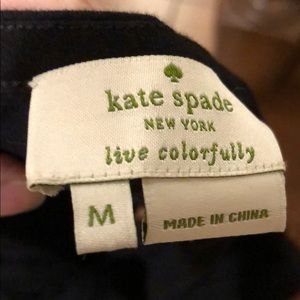 kate spade
NEW YORK
live colorfully
M
MADE IN CHINA